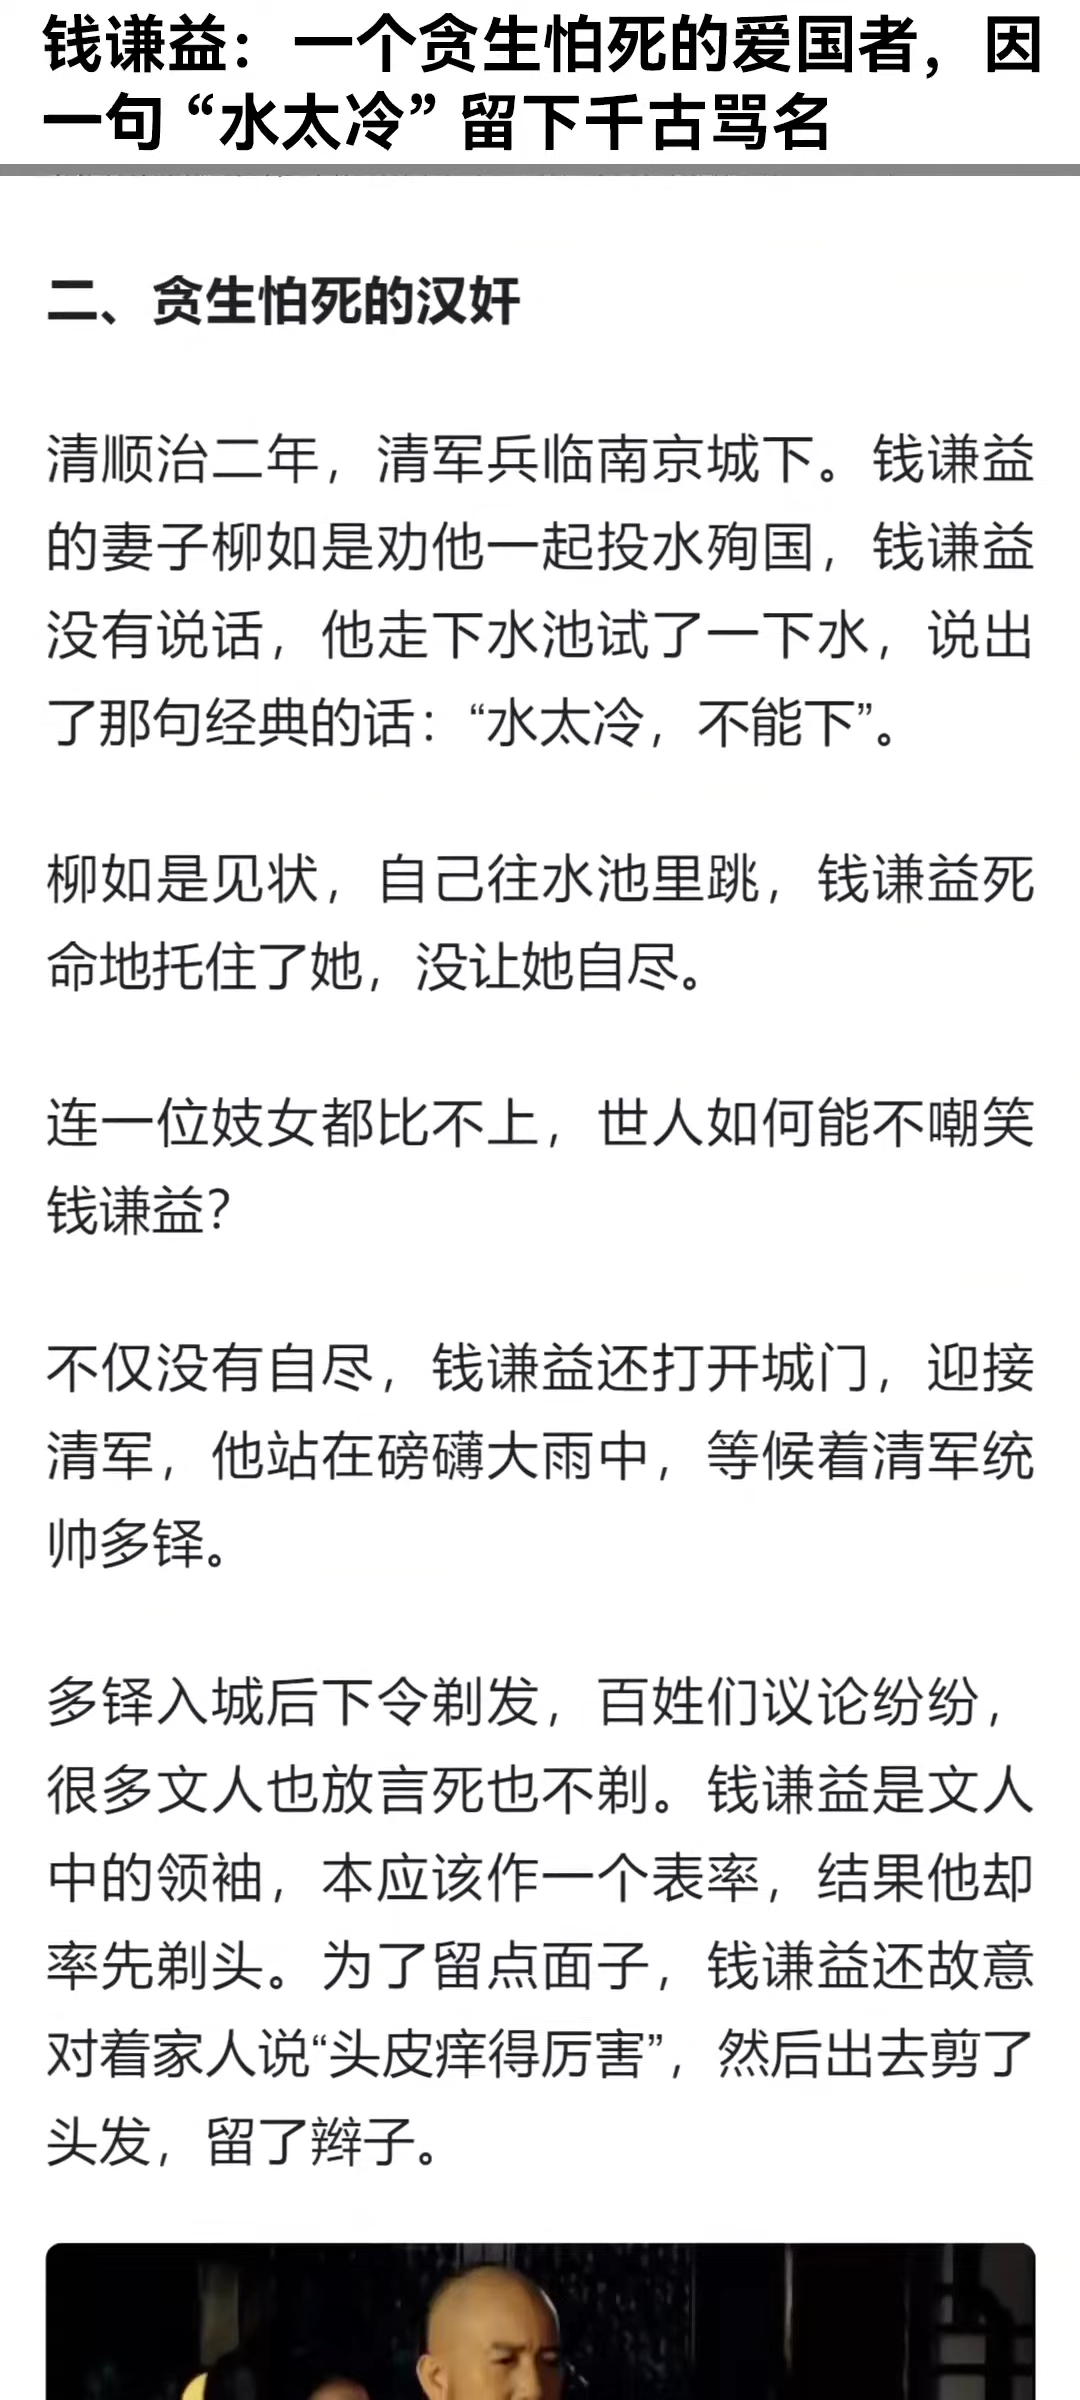 钱谦益：一个贪生怕死的爱国者，因
一句“水太冷”留下千古骂名
二、贪生怕死的汉奸
清顺治二年，清军兵临南京城下。钱谦益
的妻子柳如是劝他一起投水殉国，钱谦益
没有说话，他走下水池试了一下水，说出
了那句经典的话：“水太冷，不能下”。
柳如是见状，自己往水池里跳，钱谦益死
命地托住了她，没让她自尽。
连一位妓女都比不上，世人如何能不嘲笑
钱谦益？
不仅没有自尽，钱谦益还打开城门，迎接
清军，他站在磅礴大雨中，等候着清军统
帅多铎。
多铎入城后下令剃发，百姓们议论纷纷，
很多文人也放言死也不剃。钱谦益是文人
中的领袖，本应该作一个表率，结果他却
率先剃头。为了留点面子，钱谦益还故意
对着家人说“头皮痒得厉害”，然后出去剪了
头发，留了辫子。